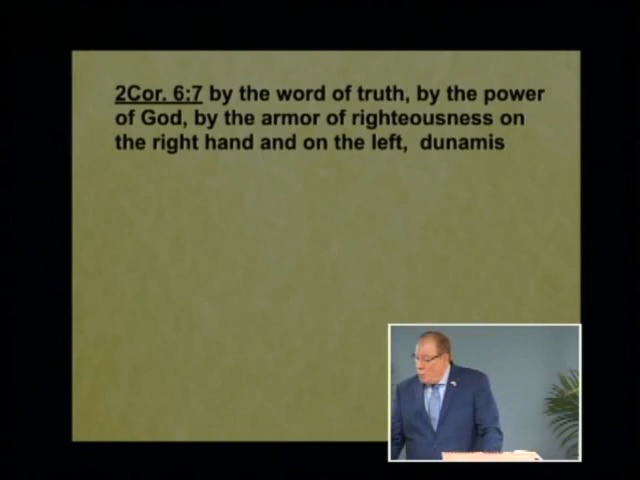 2Cor. 6:7 by the word of truth, by the power
of God, by the armor of righteousness on
the right hand and on the left,  dunamis